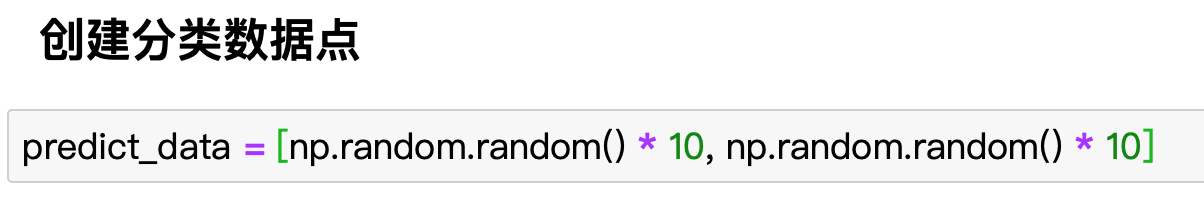 创建分类数据点
predict_data = [np.random.random() * 10, np.random.random() * 10]